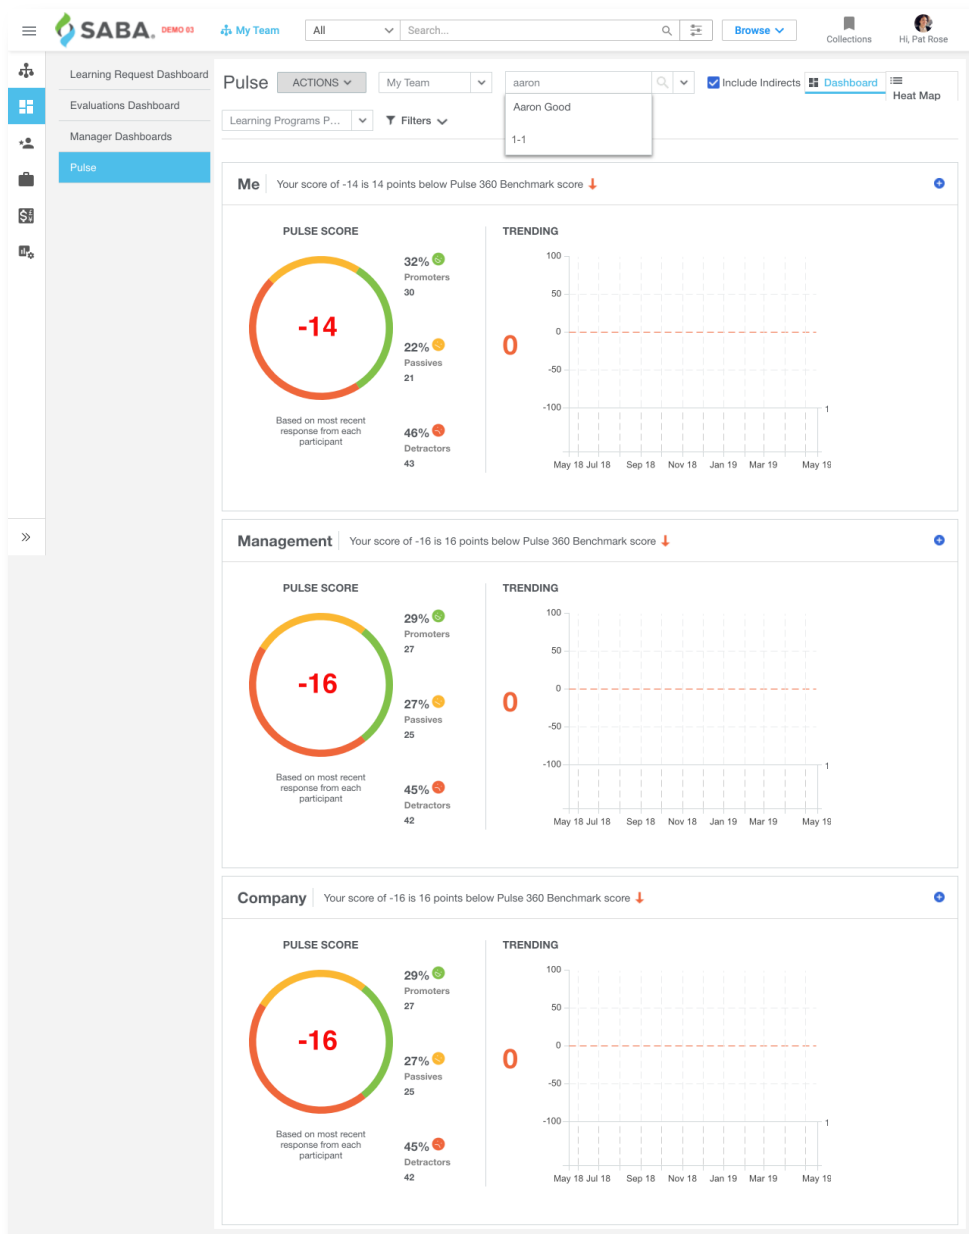 SABA. DEMO 03
My Team
All
Search...
Browse
Collections
Hi, Pat Rose
Learning Request Dashboard
Evaluations Dashboard
Manager Dashboards
Pulse
Pulse
ACTIONS
My Team
aaron
Include Indirects
Dashboard
Heat Map
Aaron Good
1-1
Learning Programs P...
Filters
Me
Your score of -14 is 14 points below Pulse 360 Benchmark score
PULSE SCORE
-14
Based on most recent
response from each
participant
32%
Promoters
30
22%
Passives
21
46%
Detractors
43
TRENDING
0
100
50
0
-50
-100
1
May 18 Jul 18 Sep 18 Nov 18 Jan 19 Mar 19 May 19
Management
Your score of -16 is 16 points below Pulse 360 Benchmark score
PULSE SCORE
-16
Based on most recent
response from each
participant
29%
Promoters
27
27%
Passives
25
45%
Detractors
42
TRENDING
0
100
50
0
-50
-100
1
May 18 Jul 18 Sep 18 Nov 18 Jan 19 Mar 19 May 19
Company
Your score of -16 is 16 points below Pulse 360 Benchmark score
PULSE SCORE
-16
Based on most recent
response from each
participant
29%
Promoters
27
27%
Passives
25
45%
Detractors
42
TRENDING
0
100
50
0
-50
-100
1
May 18 Jul 18 Sep 18 Nov 18 Jan 19 Mar 19 May 19